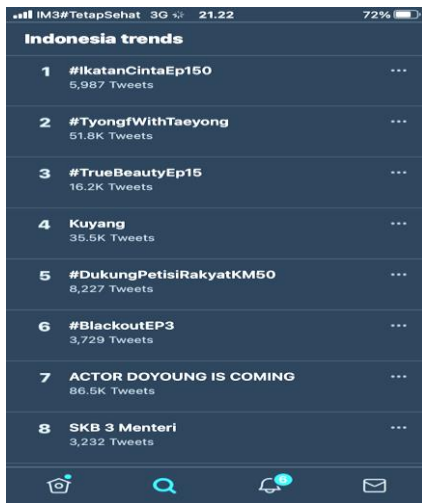 IM3#TetapSehat 3G 21.22 72%
Indonesia trends
1 #IkatanCintaEp150 ...
5,987 Tweets
2 #TyongfWithTaeyong ...
51.8K Tweets
3 #TrueBeautyEp15 ...
16.2K Tweets
4 Kuyang ...
35.5K Tweets
5 #DukungPetisiRakyatKM50 ...
8,227 Tweets
6 #BlackoutEP3 ...
3,729 Tweets
7 ACTOR DOYOUNG IS COMING ...
86.5K Tweets
8 SKB 3 Menteri ...
3,232 Tweets
6